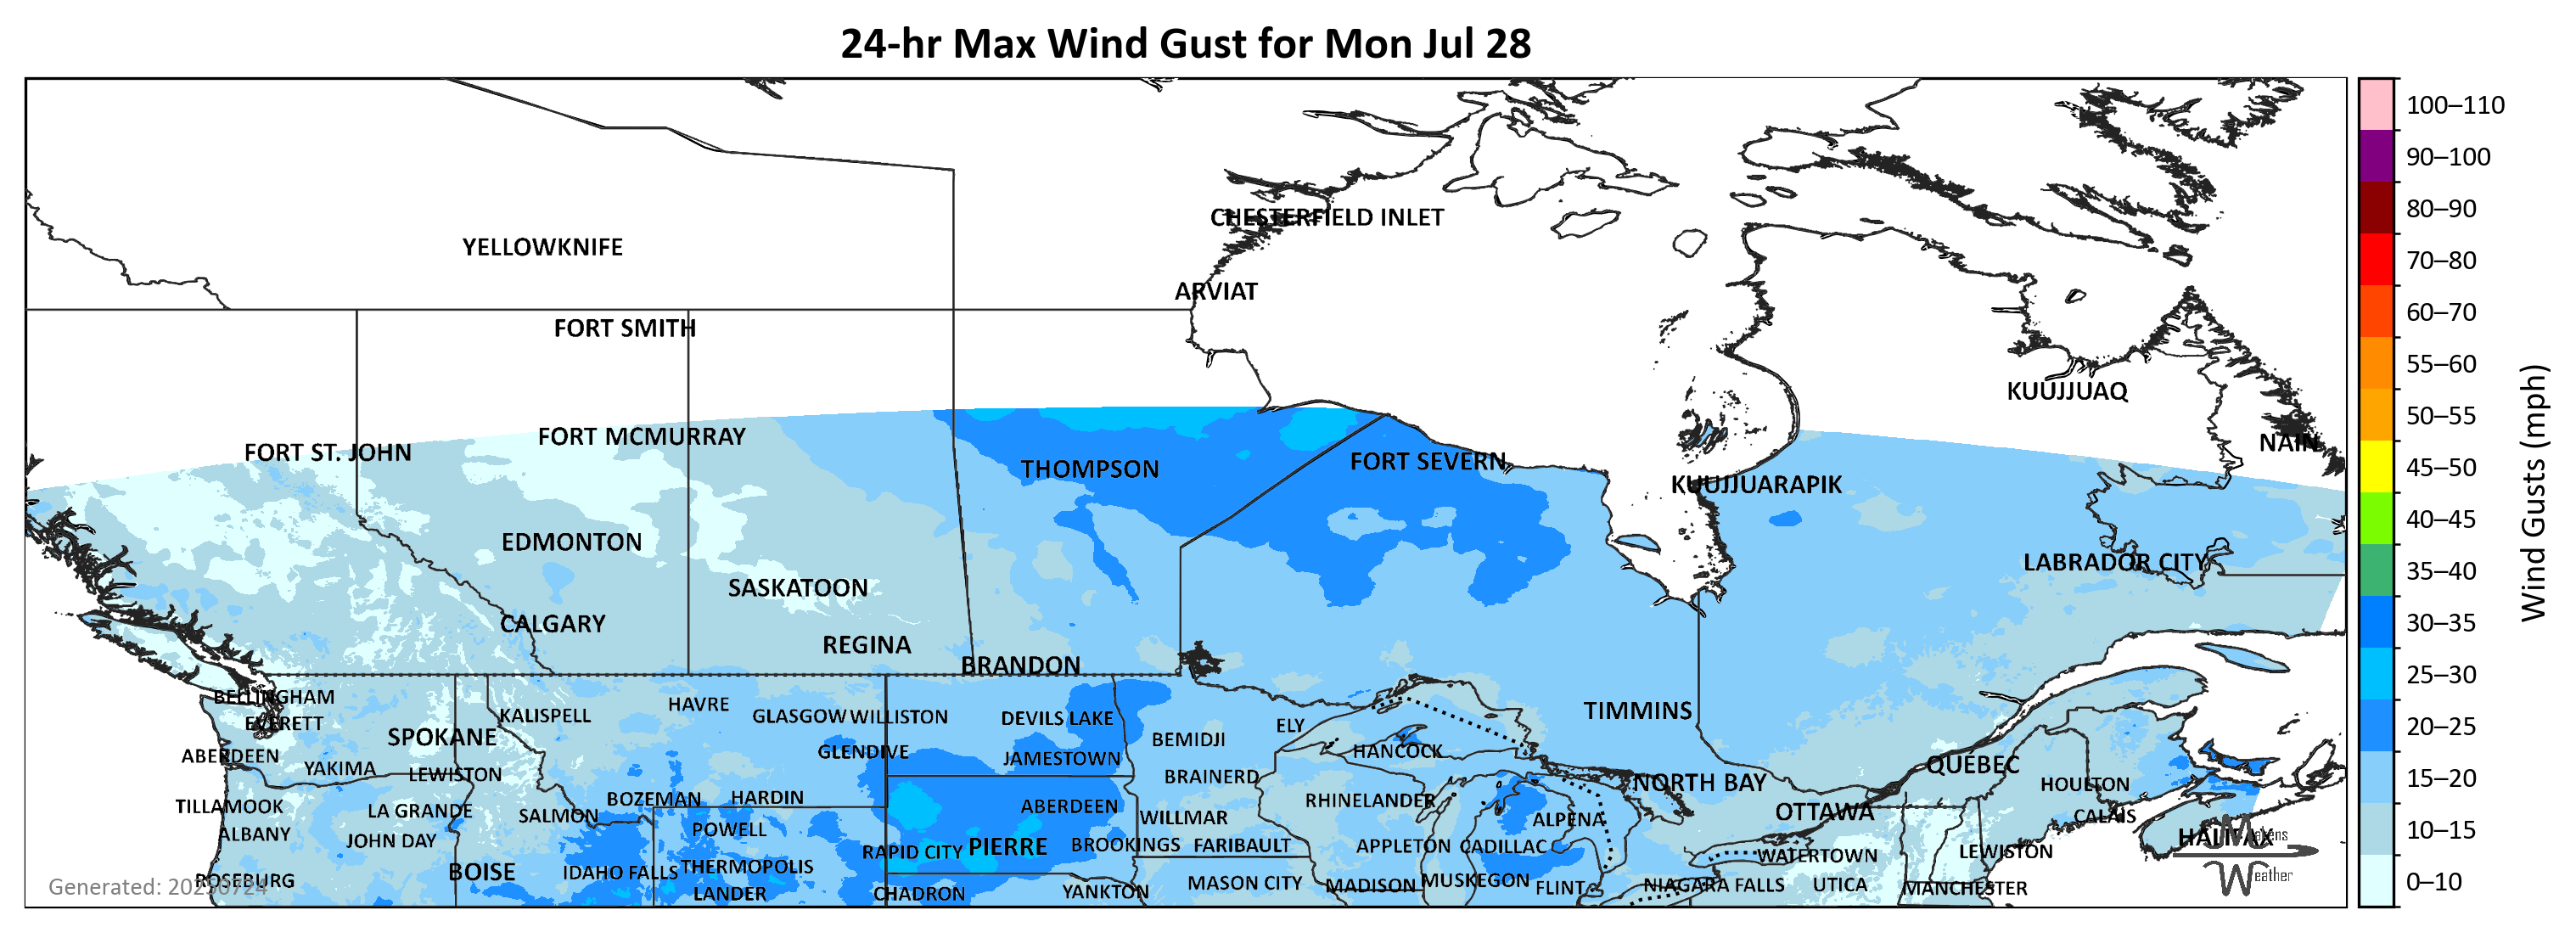 24-hr Max Wind Gust for Mon Jul 28
100–110
90–100
80–90
70–80
60–70
55–60
50–55
45–50
40–45
35–40
30–35
25–30
20–25
15–20
10–15
0–10
Wind Gusts (mph)
CHESTERFIELD INLET
YELLOWKNIFE
ARVIAT
FORT SMITH
KUUJJUAQ
FORT MCMURRAY
NAIN
FORT ST. JOHN
FORT SEVERN
THOMPSON
KUUJJUARAPIK
EDMONTON
LABRADOR CITY
SASKATOON
CALGARY
REGINA
BRANDON
BELLINGHAM
HAVRE
TIMMINS
KALISPELL
GLASGOW
WILLISTON
DEVILS LAKE
EVERETT
ELY
SPOKANE
BEMIDJI
HANCOCK
GLENDIVE
ABERDEEN
JAMESTOWN
QUÉBEC
YAKIMA
LEWISTON
BRAINERD
NORTH BAY
HOULTON
BOZEMAN
HARDIN
RHINELANDER
TILLAMOOK
ABERDEEN
LA GRANDE
OTTAWA
SALMON
WILLMAR
CALAIS
ALPENA
POWELL
ALBANY
HALIFAX
JOHN DAY
BROOKINGS
FARIBAULT
APPLETON
CADILLAC
PIERRE
RAPID CITY
LEWISTON
WATERTOWN
THERMOPOLIS
BOISE
IDAHO FALLS
ROSEBURG
MUSKEGON
MASON CITY
MADISON
NIAGARA FALLS
UTICA
FLINT
MANCHESTER
LANDER
CHADRON
YANKTON
Generated: 20250724
Makens
Weather